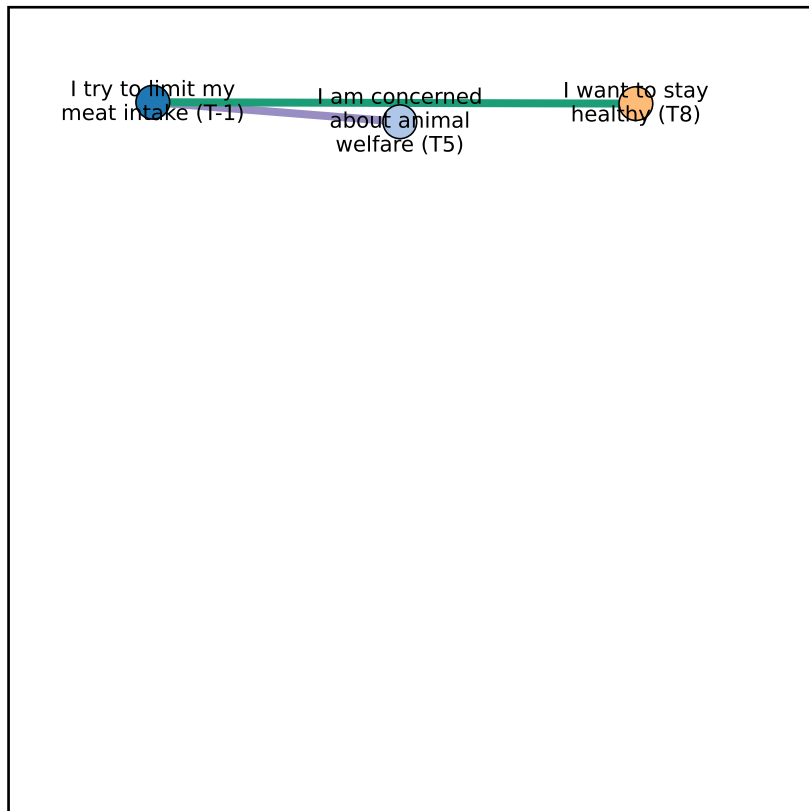 I try to limit my
meat intake (T-1)
I am concerned
about animal
welfare (T5)
I want to stay
healthy (T8)